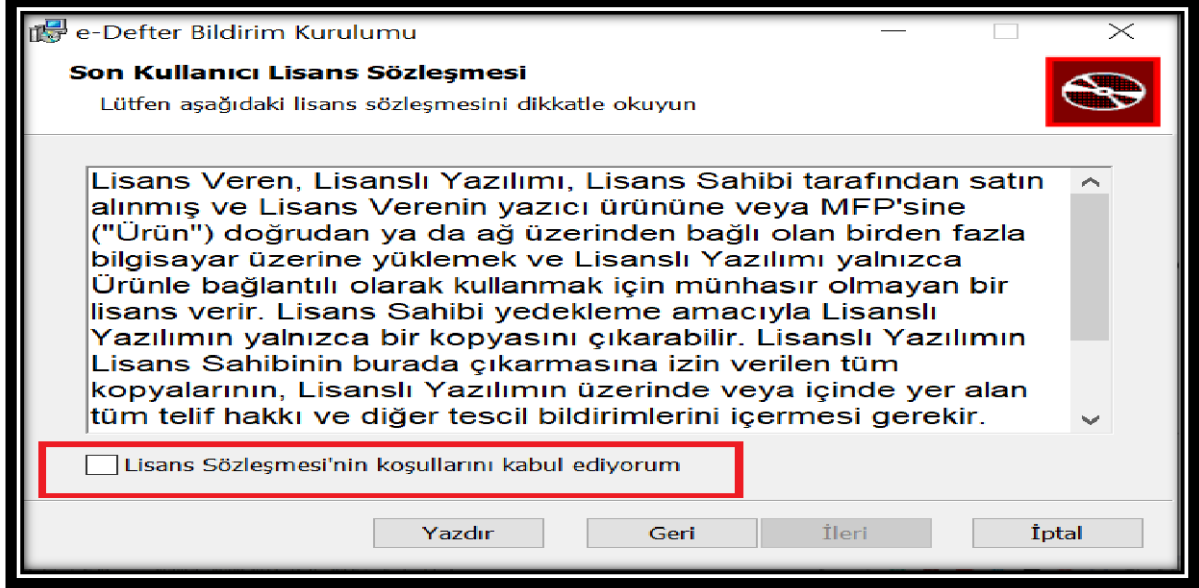 e-Defter Bildirim Kurulumu
Son Kullanıcı Lisans Sözleşmesi
Lütfen aşağıdaki lisans sözleşmesini dikkatle okuyun
Lisans Veren, Lisanslı Yazılımı, Lisans Sahibi tarafından satın
alınmış ve Lisans Verenin yazıcı ürününe veya MFP'sine
("Ürün") doğrudan ya da ağ üzerinden bağlı olan birden fazla
bilgisayar üzerine yüklemek ve Lisanslı Yazılımı yalnızca
Ürünle bağlantılı olarak kullanmak için münhasır olmayan bir
lisans verir. Lisans Sahibi yedekleme amacıyla Lisanslı
Yazılımın yalnızca bir kopyasını çıkarabilir. Lisanslı Yazılımın
Lisans Sahibinin burada çıkarmasına izin verilen tüm
kopyalarının, Lisanslı Yazılımın üzerinde veya içinde yer alan
tüm telif hakkı ve diğer tescil bildirimlerini içermesi gerekir.
Lisans Sözleşmesi'nin koşullarını kabul ediyorum
Yazdır Geri İleri İptal